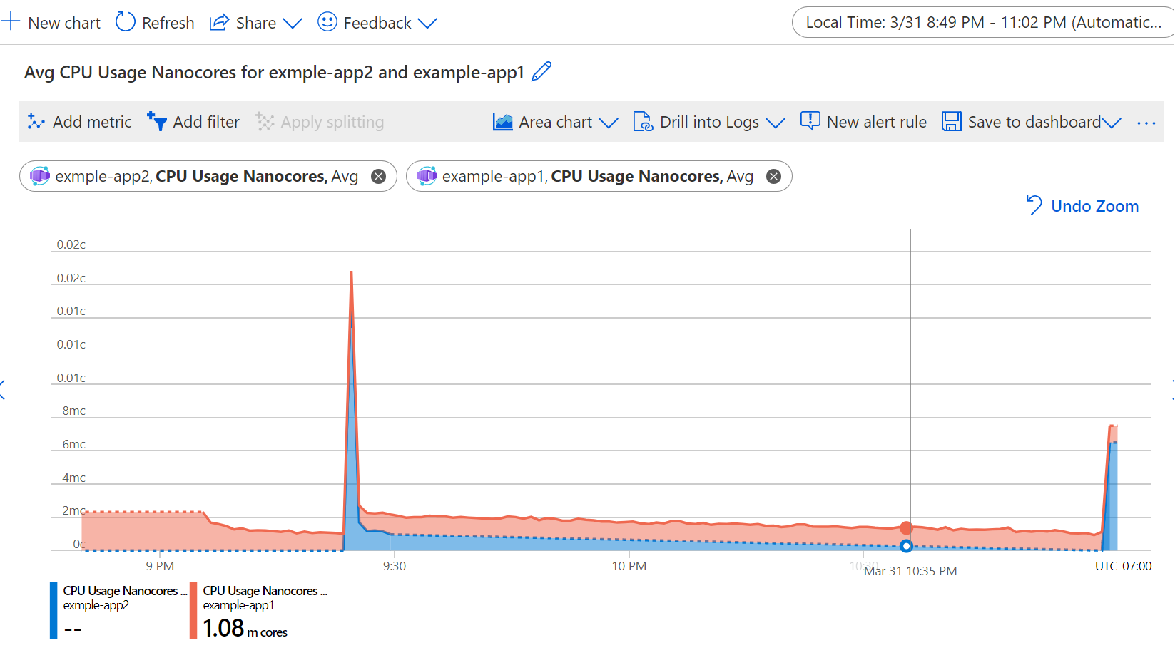 New chart Refresh Share Feedback Local Time: 3/31 8:49 PM - 11:02 PM (Automatic...
Avg CPU Usage Nanocores for exmple-app2 and example-app1
Add metric Add filter Apply splitting Area chart Drill into Logs New alert rule Save to dashboard ...
exmple-app2, CPU Usage Nanocores, Avg example-app1, CPU Usage Nanocores, Avg
Undo Zoom
0.02c
0.02c
0.01c
0.01c
0.01c
8mc
6mc
4mc
2mc
0c
9 PM 9:30 10 PM Mar 31 10:35 PM UTC-07:00
CPU Usage Nanocores ... CPU Usage Nanocores ...
exmple-app2 example-app1
-- 1.08 m cores